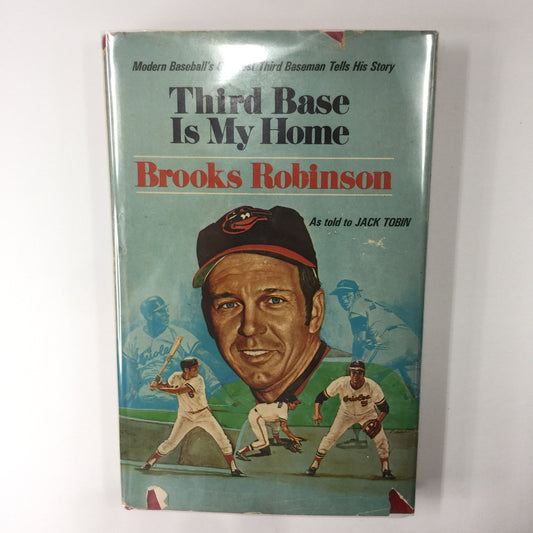 Modern Baseball's Third Baseman Tells His Story
Third Base
Is My Home
Brooks Robinson
As told to JACK TOBIN
Orioles